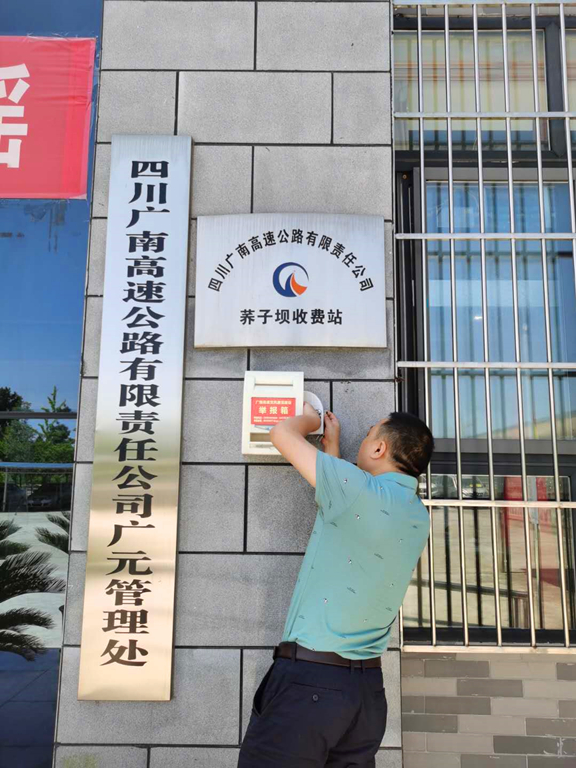 四川广南高速公路有限责任公司广元管理处
四川广南高速公路有限责任公司
荞子坝收费站
举报箱